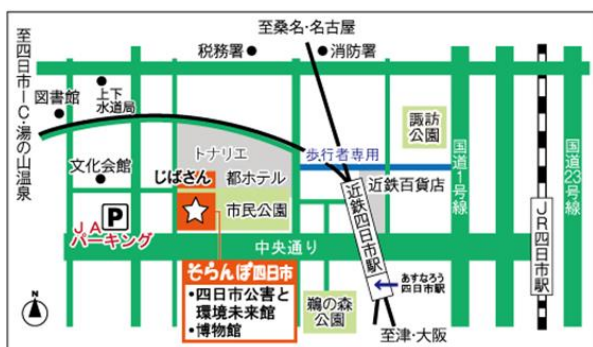 至桑名・名古屋
税務署
消防署
至四日市IC・湯の山温泉
図書館
上下
水道局
諏訪
公園
国道1号線
国道23号線
トナリエ
歩行者専用
文化会館
じばさん
都ホテル
近鉄百貨店
P
市民公園
近鉄四日市駅
JR四日市駅
JA
パーキング
中央通り
そらんぽ四日市
•四日市公害と
環境未来館
•博物館
鵜の森
公園
あすなろう
四日市駅
N
至津・大阪